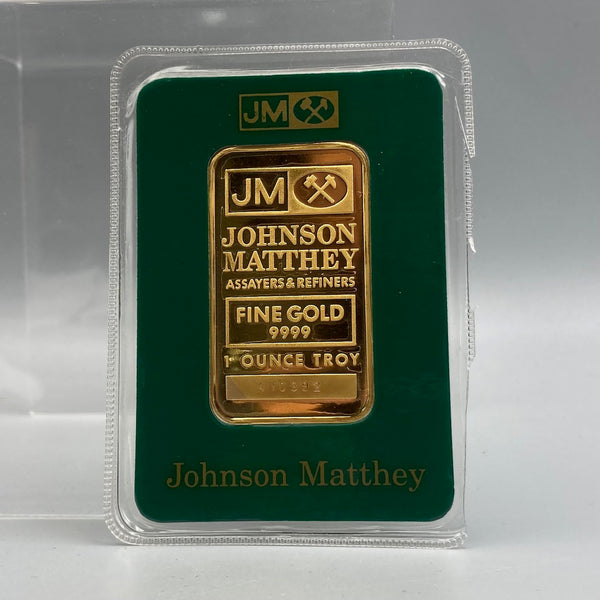 JM
JM
JOHNSON
MATTHEY
ASSAYERS & REFINERS
FINE GOLD
9999
1 OUNCE TROY
Johnson Matthey